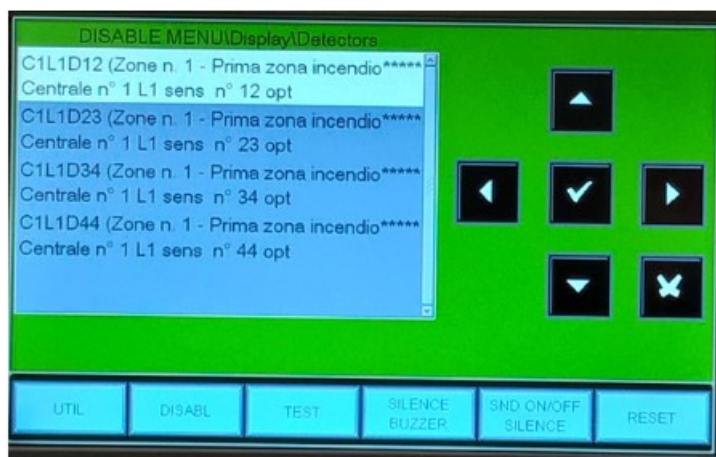 DISABLE MENU\Display\Detectors
C1L1D12 (Zone n. 1 - Prima zona incendio*****
Centrale n° 1 L1 sens n° 12 opt
C1L1D23 (Zone n. 1 - Prima zona incendio*****
Centrale n° 1 L1 sens n° 23 opt
C1L1D34 (Zone n. 1 - Prima zona incendio*****
Centrale n° 1 L1 sens n° 34 opt
C1L1D44 (Zone n. 1 - Prima zona incendio*****
Centrale n° 1 L1 sens n° 44 opt
UTIL
DISABL
TEST
SILENCE
BUZZER
SND ON/OFF
SILENCE
RESET